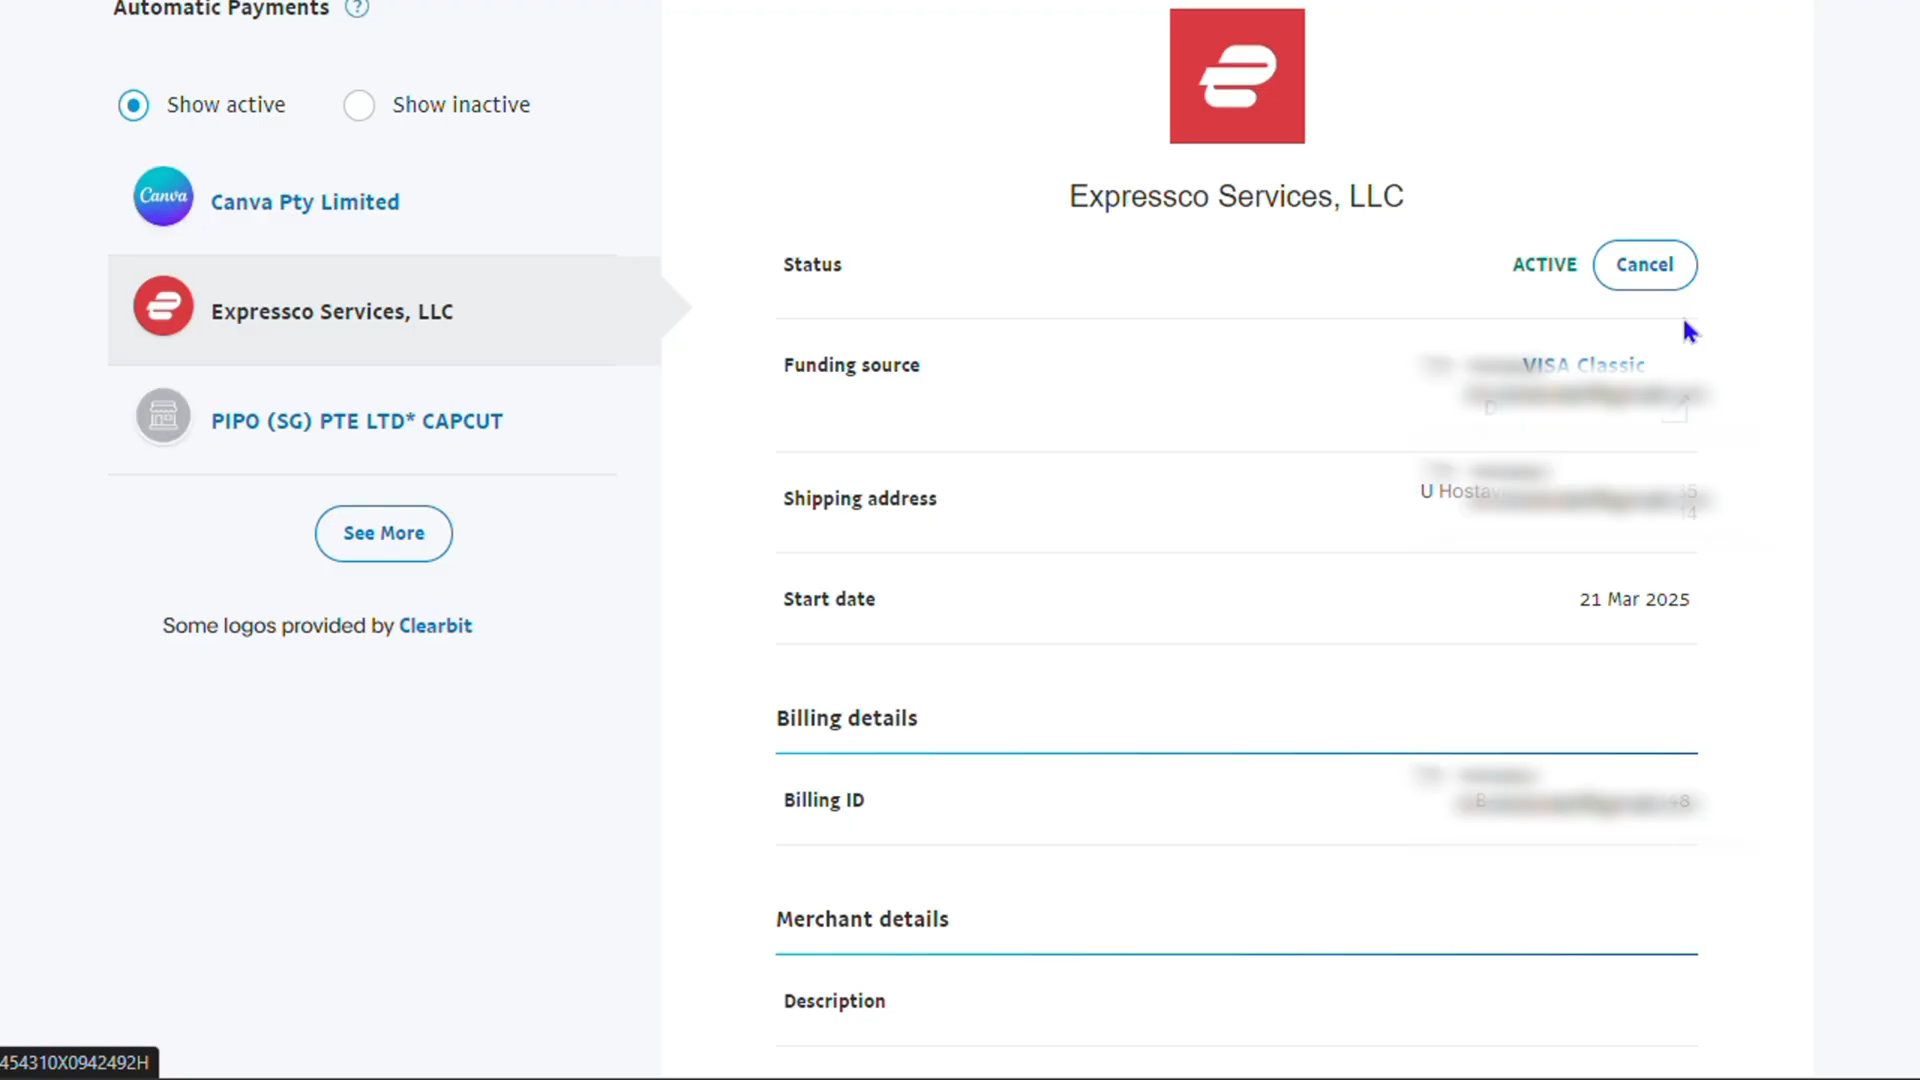 Automatic Payments ?
Show active
Show inactive
Canva
Canva Pty Limited
Expressco Services, LLC
PIPO (SG) PTE LTD* CAPCUT
See More
Some logos provided by Clearbit
454310X0942492H
Expressco Services, LLC
Status
ACTIVE
Cancel
Funding source
VISA Classic
Shipping address
U
Start date
21 Mar 2025
Billing details
Billing ID
Merchant details
Description